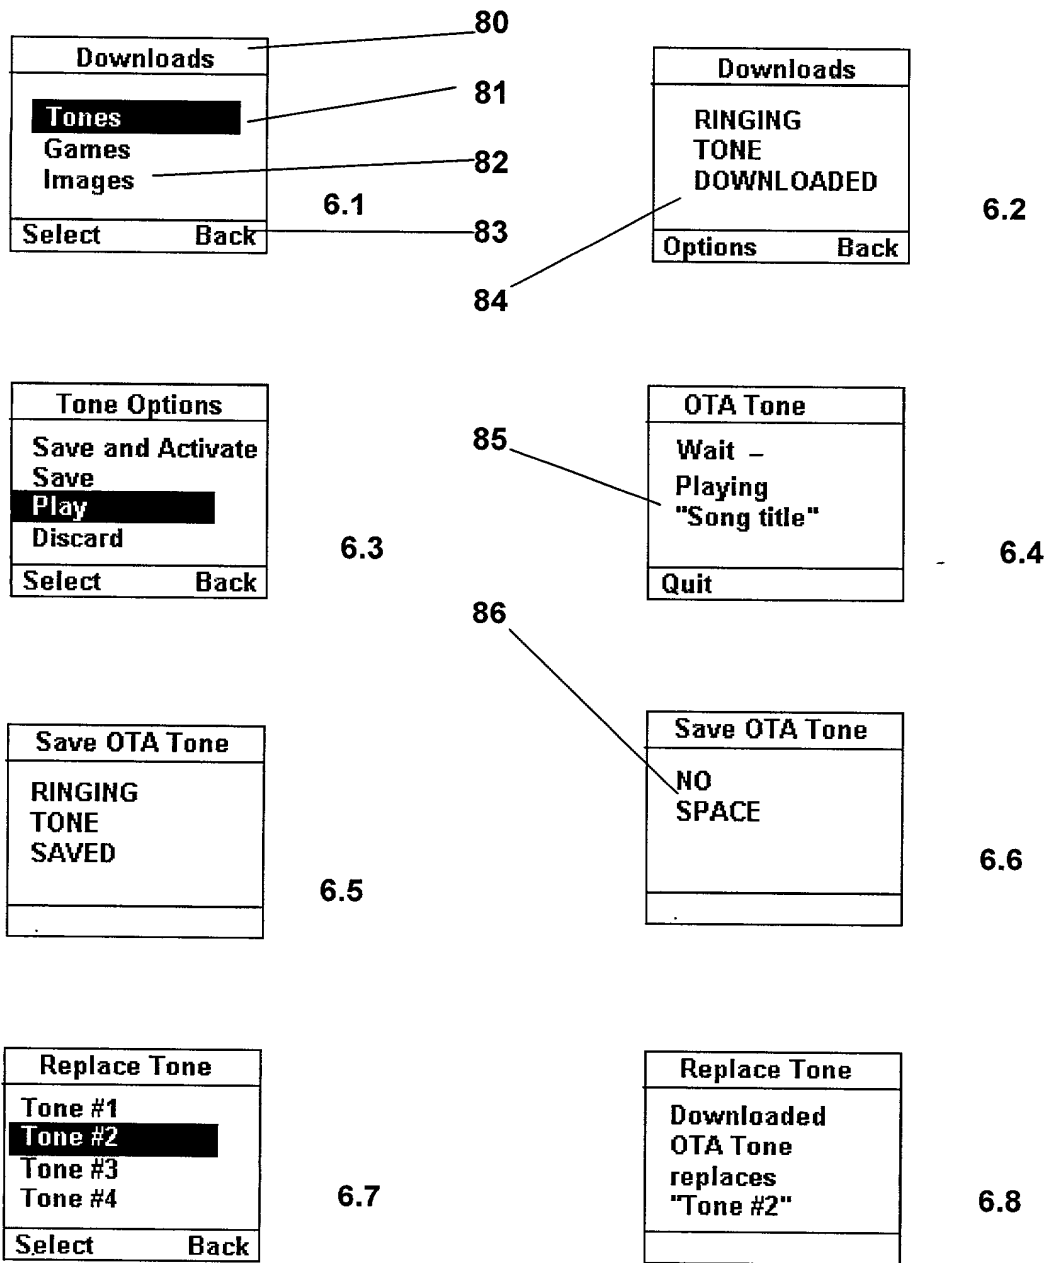 80
Downloads
81
Tones
Games
82
Images
6.1
Select Back
83
Downloads
RINGING
TONE
DOWNLOADED
6.2
Options Back
84
Tone Options
Save and Activate
Save
Play
Discard
6.3
Select Back
85
OTA Tone
Wait –
Playing
"Song title"
6.4
Quit
86
Save OTA Tone
RINGING
TONE
SAVED
6.5
Save OTA Tone
NO
SPACE
6.6
Replace Tone
Tone #1
Tone #2
Tone #3
Tone #4
6.7
Select Back
Replace Tone
Downloaded
OTA Tone
replaces
"Tone #2"
6.8